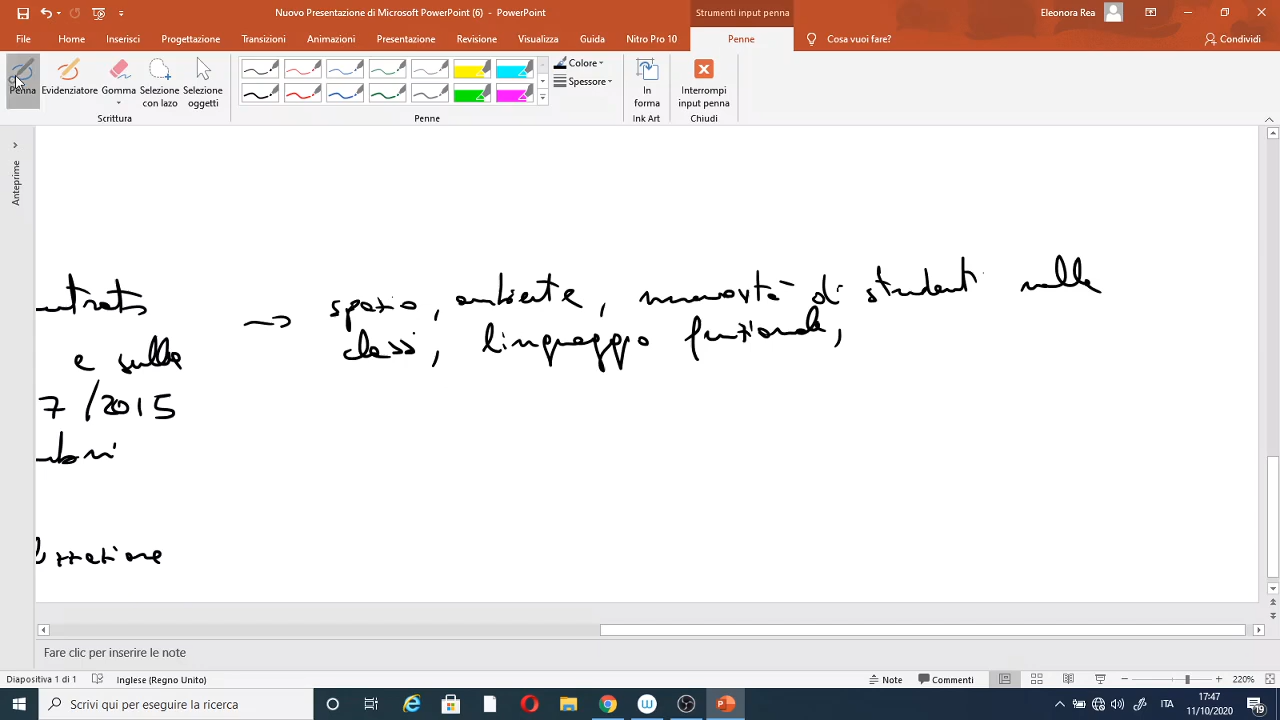 Nuovo Presentazione di Microsoft PowerPoint (6) - PowerPoint
Strumenti input penna
Eleonora Rea
File Home Inserisci Progettazione Transizioni Animazioni Presentazione Revisione Visualizza Guida Nitro Pro 10 Penne Cosa vuoi fare? Condividi
Penna Evidenziatore Gomma Selezione con lazo Selezione oggetti
Colore
Spessore
In forma
Interrompi input penna
Scrittura Penne Ink Art Chiudi
Anteprime
spazio, ambiente, numerosità di studenti nelle
classi, linguaggio funzionale,
e sulle
7 /2015
Fare clic per inserire le note
Diapositiva 1 di 1 Inglese (Regno Unito) Note Commenti 220%
Scrivi qui per eseguire la ricerca
ITA
17:47
11/10/2020
19